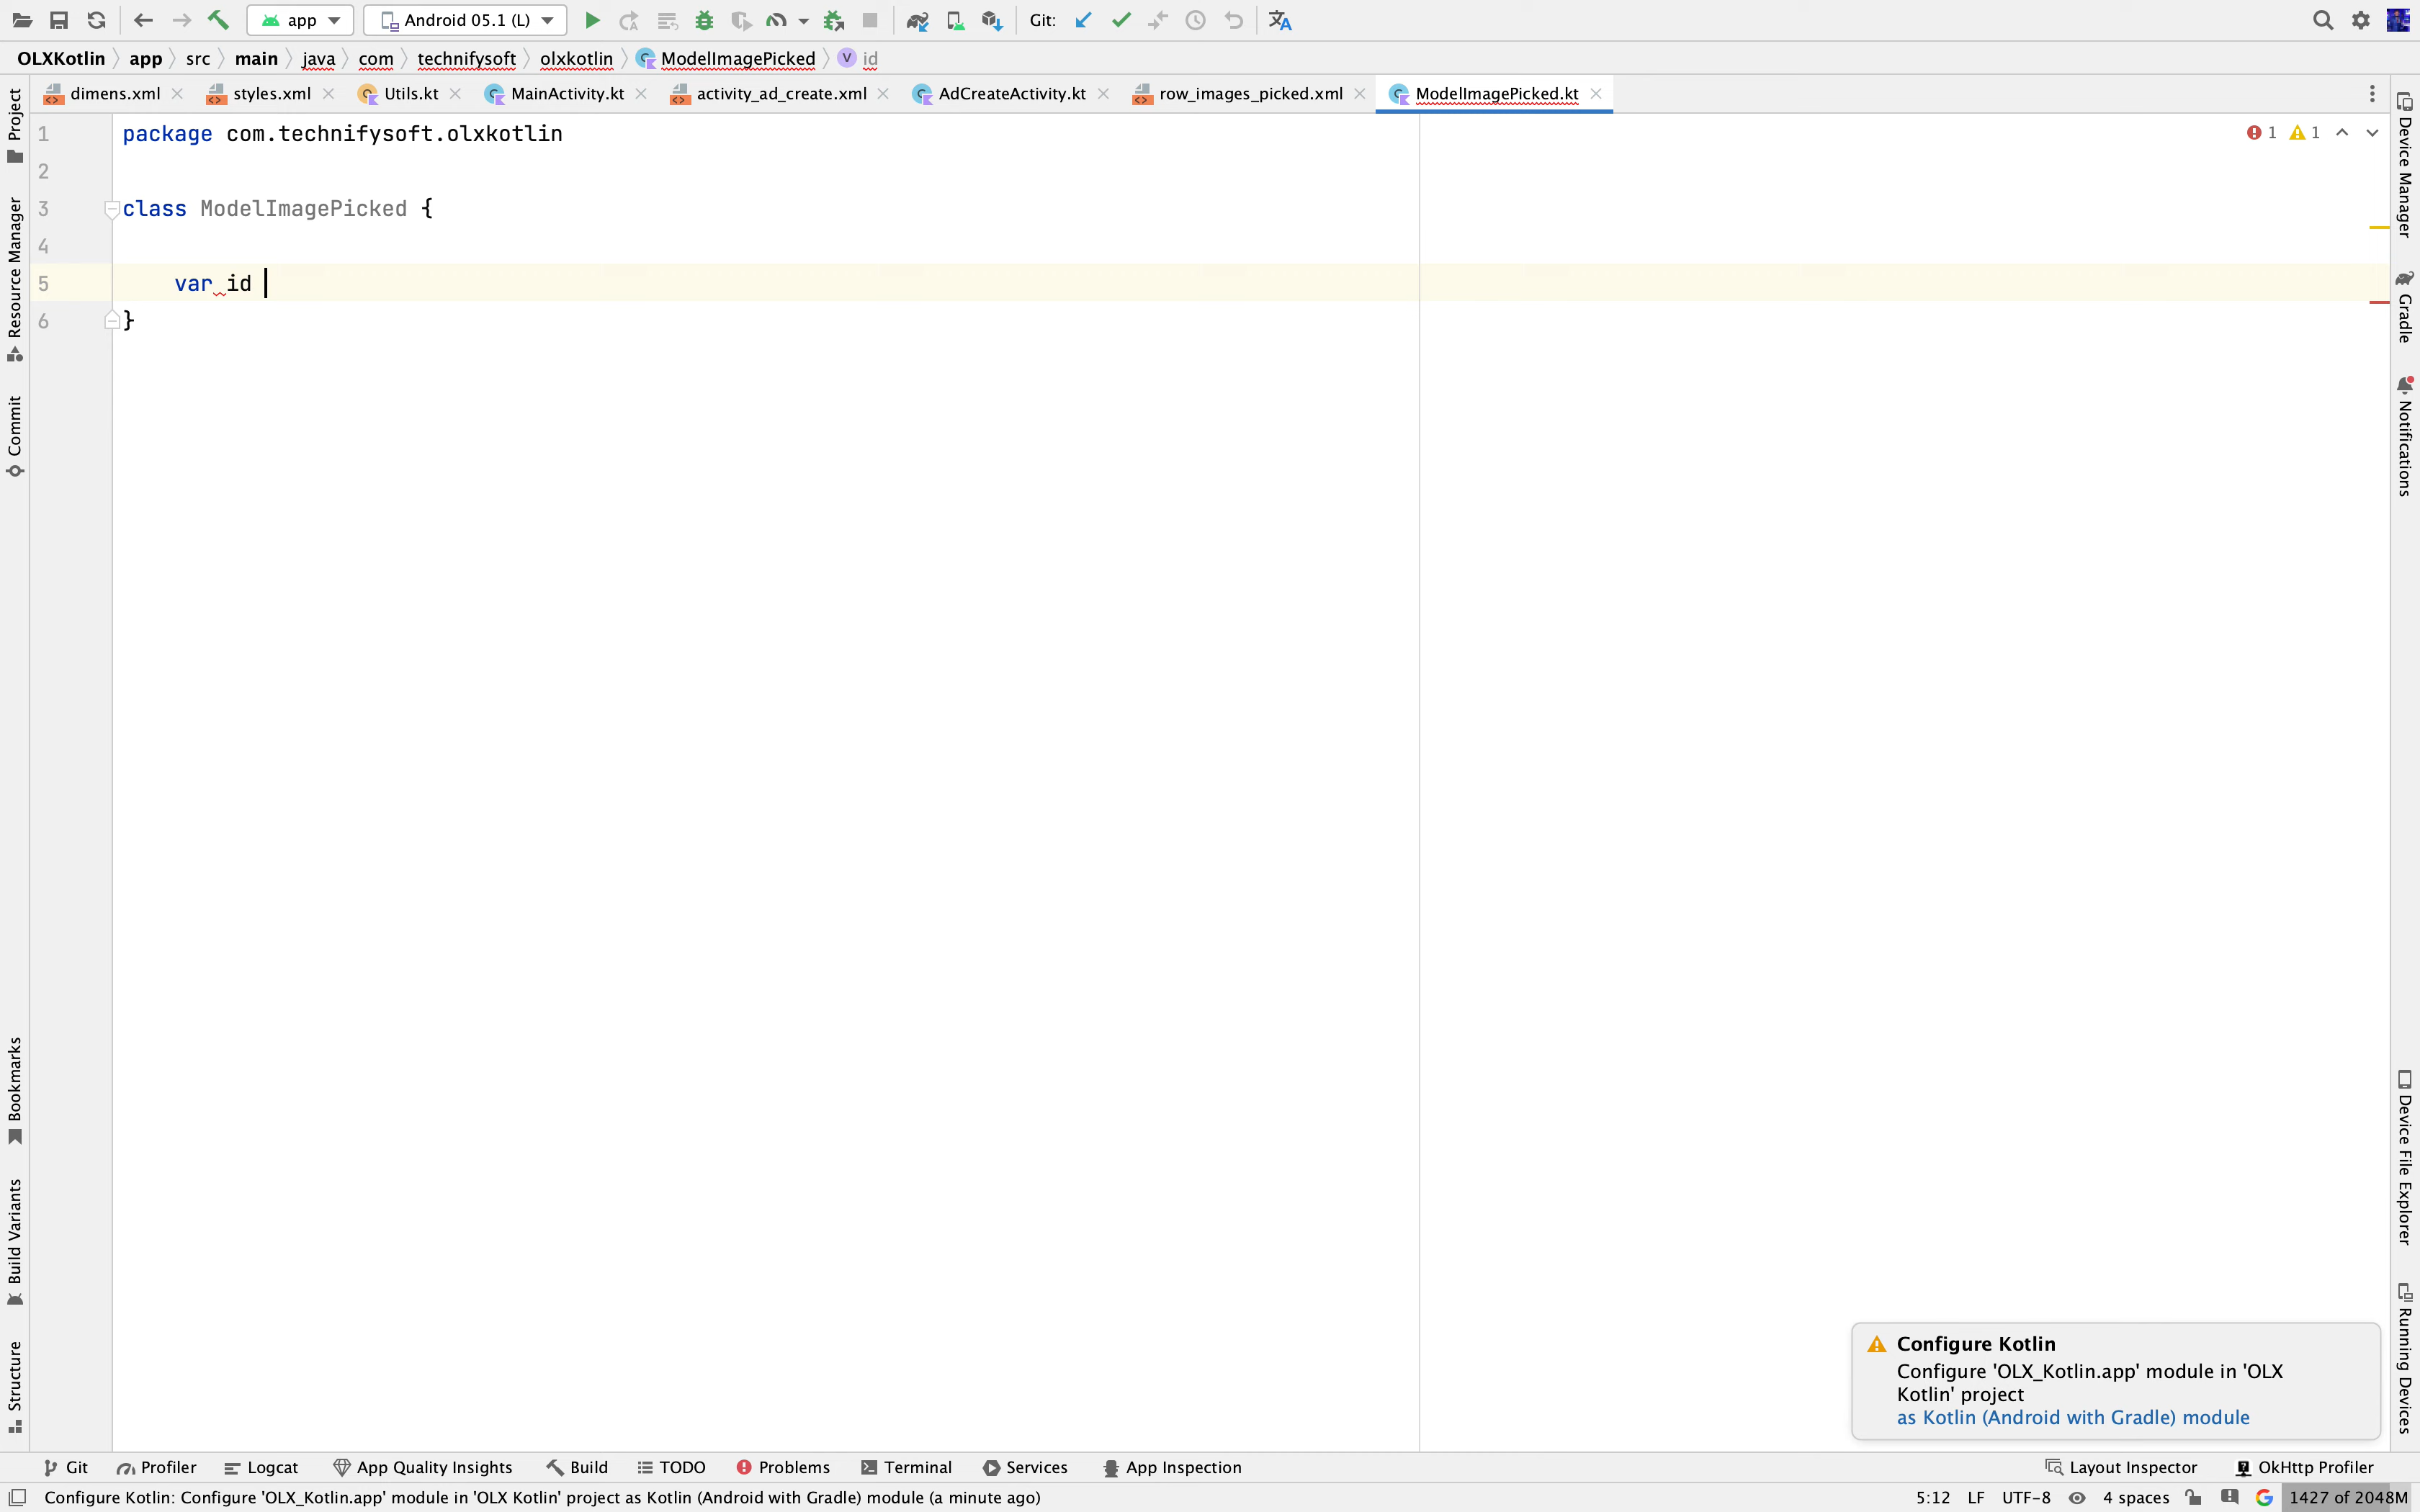 app
Android 05.1 (L)
Git:
OLXKotlin app src main java com technifysoft olxkotlin ModelImagePicked id
dimens.xml styles.xml Utils.kt MainActivity.kt activity_ad_create.xml AdCreateActivity.kt row_images_picked.xml ModelImagePicked.kt
1 package com.technifysoft.olxkotlin
1 1
2
3 class ModelImagePicked {
4
5 var id
6 }
Project
Resource Manager
Commit
Bookmarks
Build Variants
Structure
Device Manager
Gradle
Notifications
Device File Explorer
Running Devices
Configure Kotlin
Configure 'OLX_Kotlin.app' module in 'OLX
Kotlin' project
as Kotlin (Android with Gradle) module
Git Profiler Logcat App Quality Insights Build TODO Problems Terminal Services App Inspection Layout Inspector OkHttp Profiler
Configure Kotlin: Configure 'OLX_Kotlin.app' module in 'OLX Kotlin' project as Kotlin (Android with Gradle) module (a minute ago) 5:12 LF UTF-8 4 spaces 1427 of 2048M